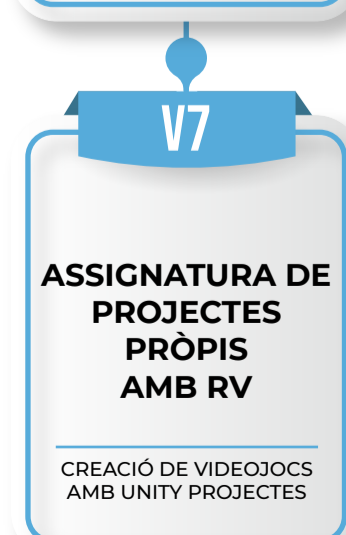 V7
ASSIGNATURA DE
PROJECTES
PRÒPIS
AMB RV
CREACIÓ DE VIDEOJOCS
AMB UNITY PROJECTES